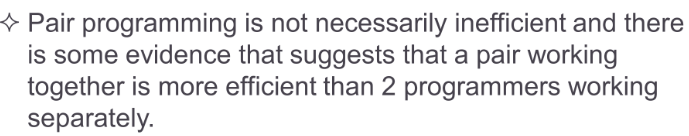 ✧ Pair programming is not necessarily inefficient and there
is some evidence that suggests that a pair working
together is more efficient than 2 programmers working
separately.